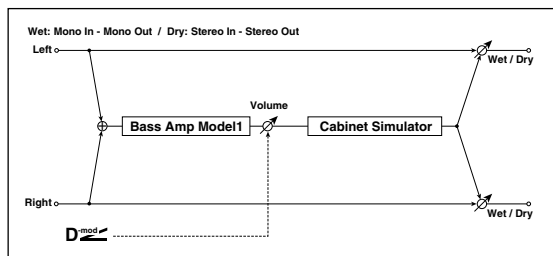 Wet: Mono In - Mono Out / Dry: Stereo In - Stereo Out
Left
Wet / Dry
Volume
Bass Amp Model1
Cabinet Simulator
Right
Wet / Dry
D-mod